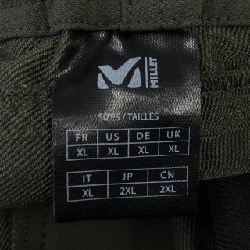 MILLET
SIZES/TAILLES
FR US DE UK
XL XL XL XL
IT JP CN
XL 2XL 2XL